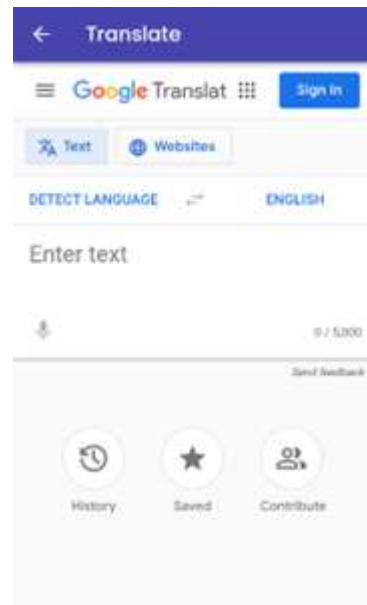 Translate
Google Translat Sign in
Text Websites
DETECT LANGUAGE ENGLISH
Enter text
0 / 5,000
Send feedback
History Saved Contribute